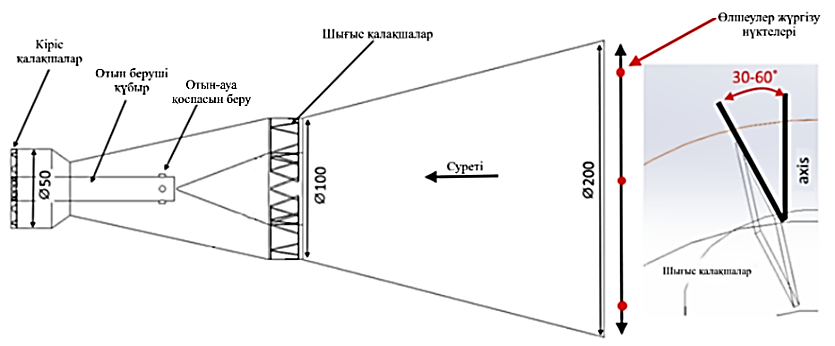 Кіріс
қалақшалар
Отын беруші
құбыр
Отын-ауа
қоспасын беру
Шығыс қалақшалар
Өлшеулер жүргізу
нүктелері
Суреті
Ø50
Ø100
Ø200
30-60°
axis
Шығыс қалақшалар